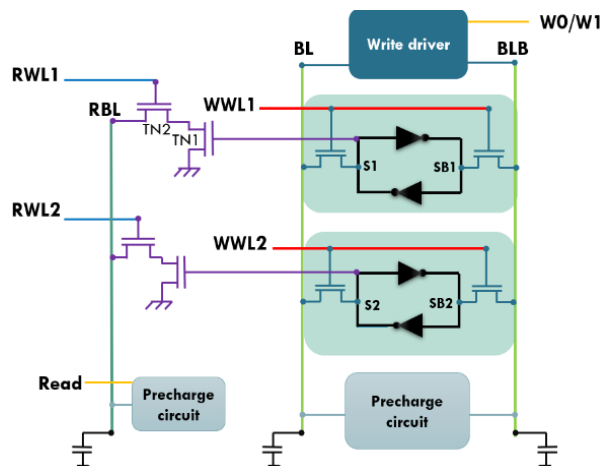 W0/W1
BL
Write driver
BLB
RWL1
RBL
WWL1
TN2
TN1
S1
SB1
RWL2
WWL2
S2
SB2
Read
Precharge
circuit
Precharge
circuit